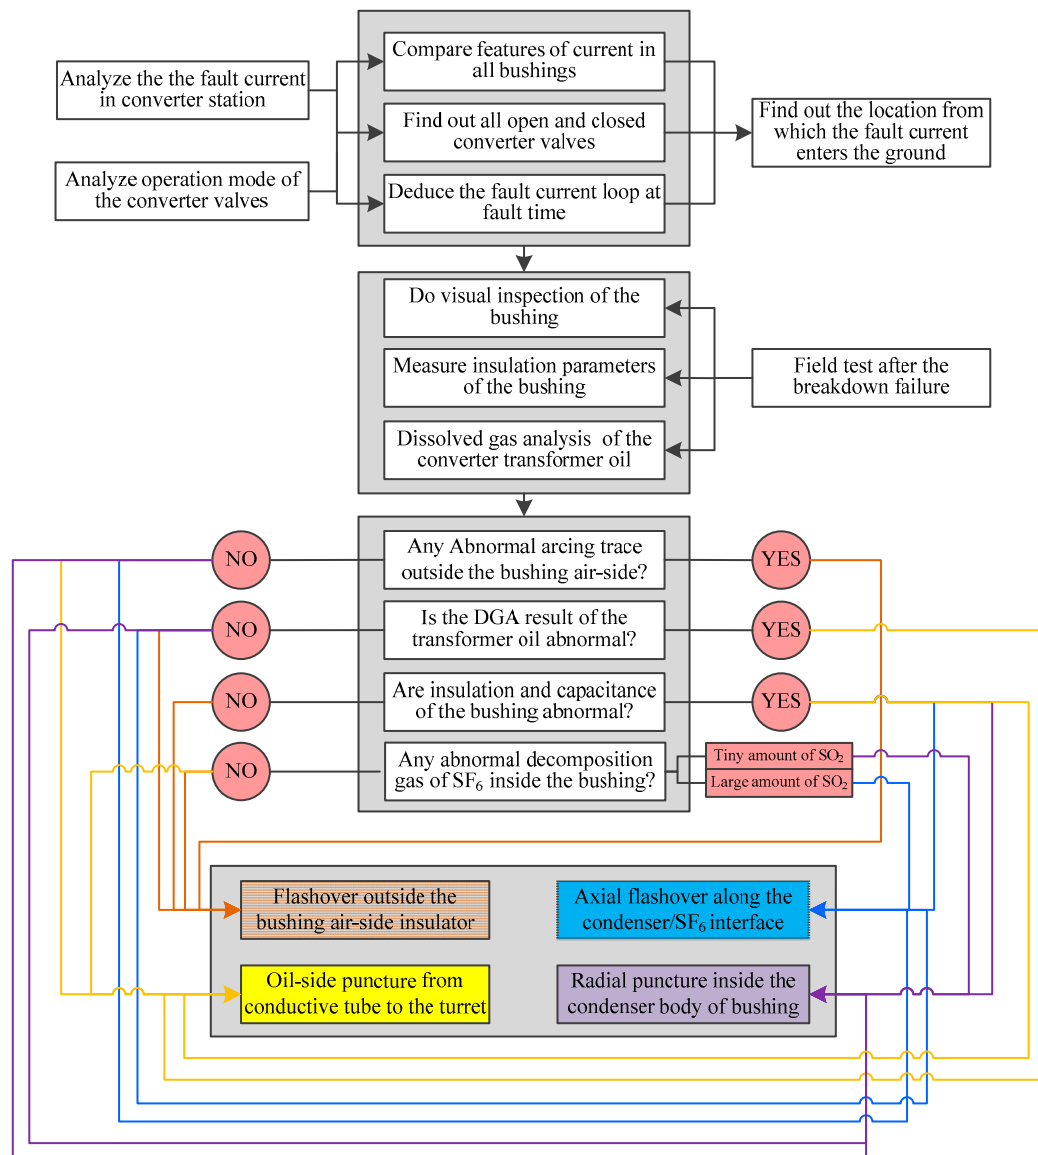 Analyze the the fault current
in converter station
Analyze operation mode of
the converter valves
Compare features of current in
all bushings
Find out all open and closed
converter valves
Deduce the fault current loop at
fault time
Find out the location from
which the fault current
enters the ground
Do visual inspection of the
bushing
Measure insulation parameters
of the bushing
Dissolved gas analysis of the
converter transformer oil
Field test after the
breakdown failure
NO
Any Abnormal arcing trace
outside the bushing air-side?
YES
NO
Is the DGA result of the
transformer oil abnormal?
YES
NO
Are insulation and capacitance
of the bushing abnormal?
YES
NO
Any abnormal decomposition
gas of SF₆ inside the bushing?
Tiny amount of SO₂
Large amount of SO₂
Flashover outside the
bushing air-side insulator
Axial flashover along the
condenser/SF₆ interface
Oil-side puncture from
conductive tube to the turret
Radial puncture inside the
condenser body of bushing